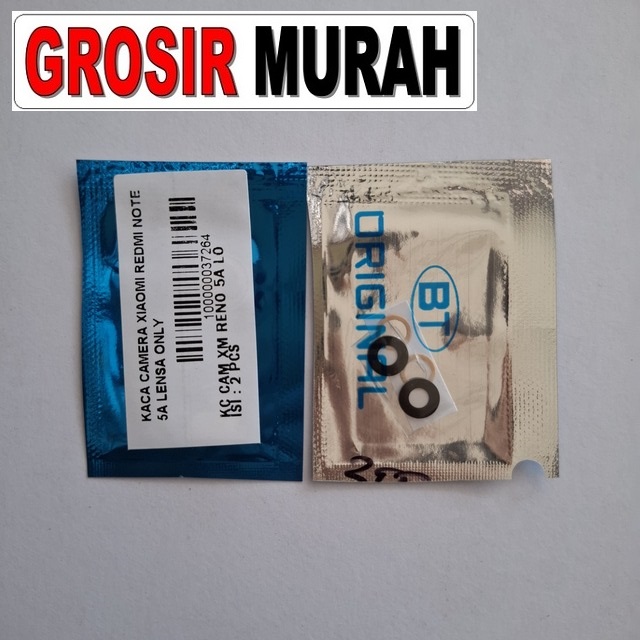 GROSIR MURAH
KACA CAMERA XIAOMI REDMI NOTE
5A LENSA ONLY
100000037264
KC CAM XM RENO 5A LO
ISI : 2 PCS
BT
ORIGINAL